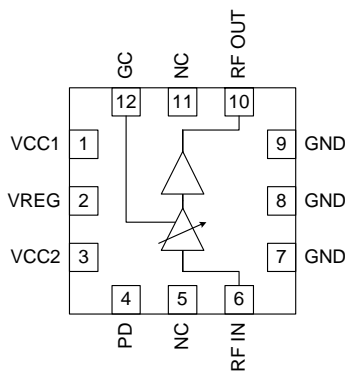 GC
NC
RF OUT
12
11
10
VCC1
1
9
GND
VREG
2
8
GND
VCC2
3
7
GND
4
5
6
PD
NC
RF IN